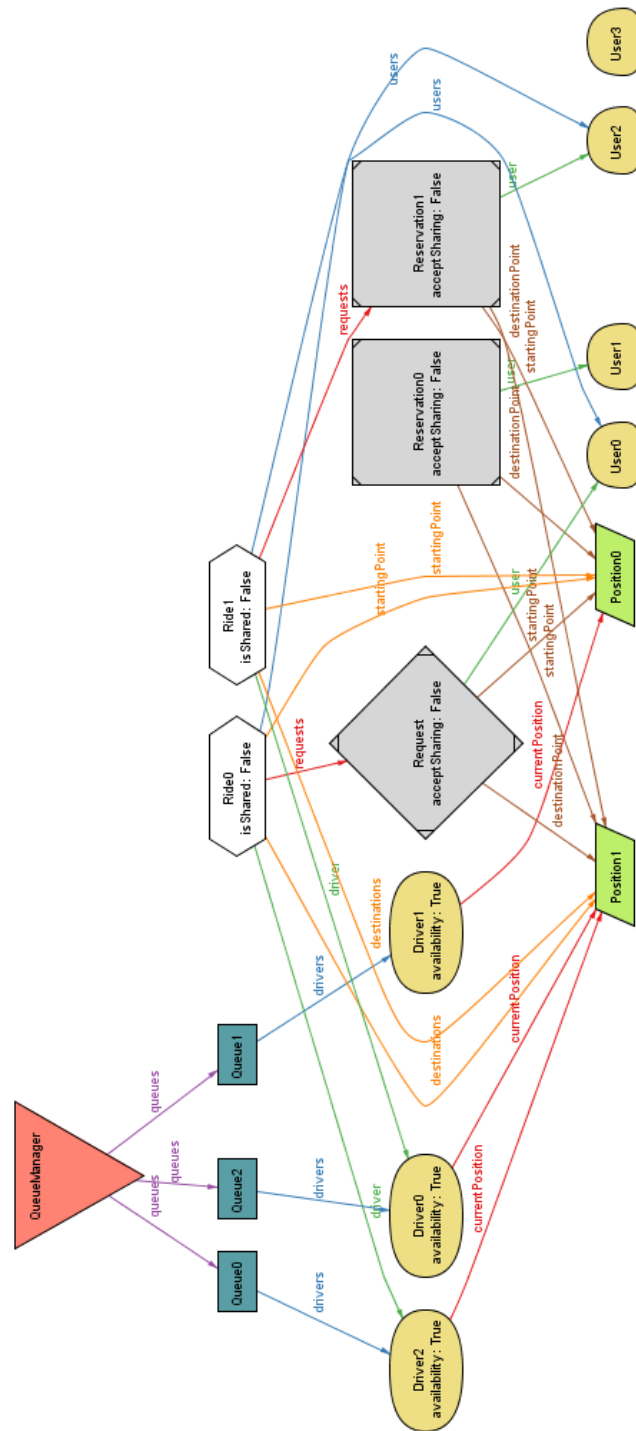 QueueManager
queues
queues
queues
Queue0
Queue2
Queue1
Ride0
isShared: False
Ride1
isShared: False
drivers
drivers
drivers
driver
driver
requests
requests
startingPoint
startingPoint
destinations
destinations
users
users
Driver2
availability: True
Driver0
availability: True
Driver1
availability: True
Request
acceptSharing: False
Reservation0
acceptSharing: False
Reservation1
acceptSharing: False
currentPosition
currentPosition
currentPosition
destinationPoint
startingPoint
startingPoint
user
destinationPoint
user
startingPoint
destinationPoint
user
Position1
Position0
User0
User1
User2
User3